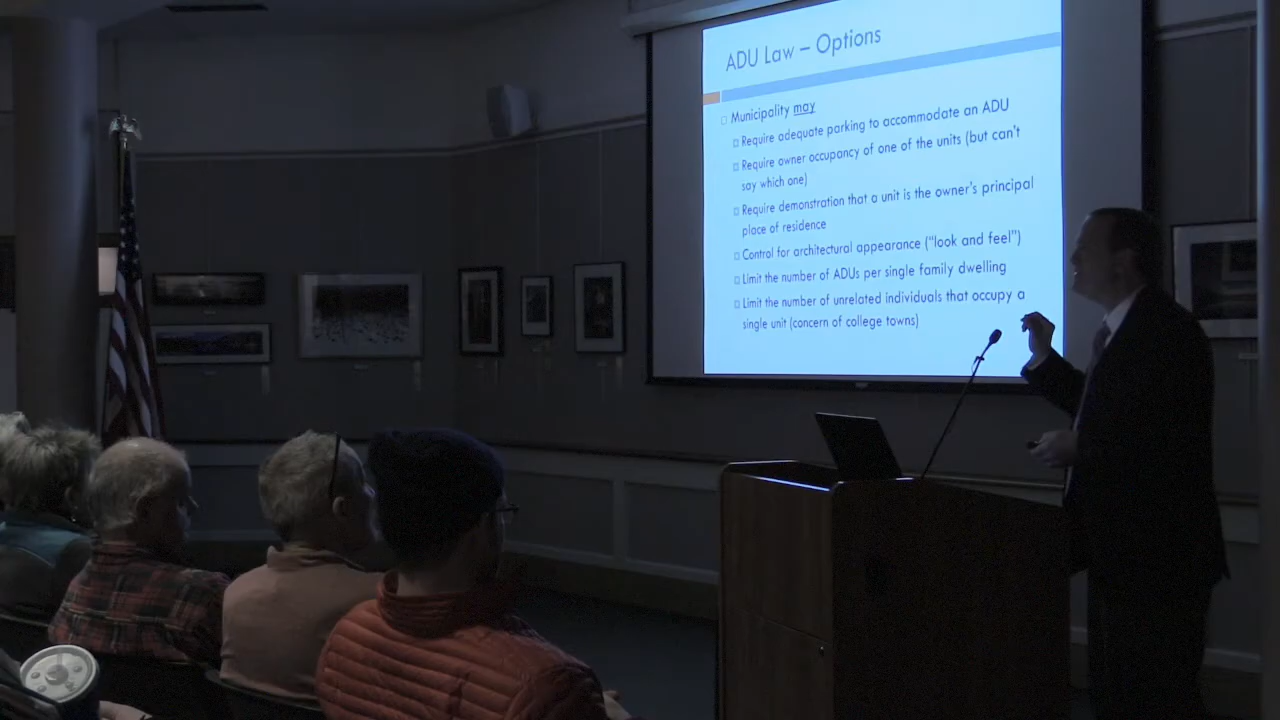 ADU Law – Options
Municipality may
Require adequate parking to accommodate an ADU
Require owner occupancy of one of the units (but can't
say which one)
Require demonstration that a unit is the owner's principal
place of residence
Control for architectural appearance ("look and feel")
Limit the number of ADUs per single family dwelling
Limit the number of unrelated individuals that occupy a
single unit (concern of college towns)